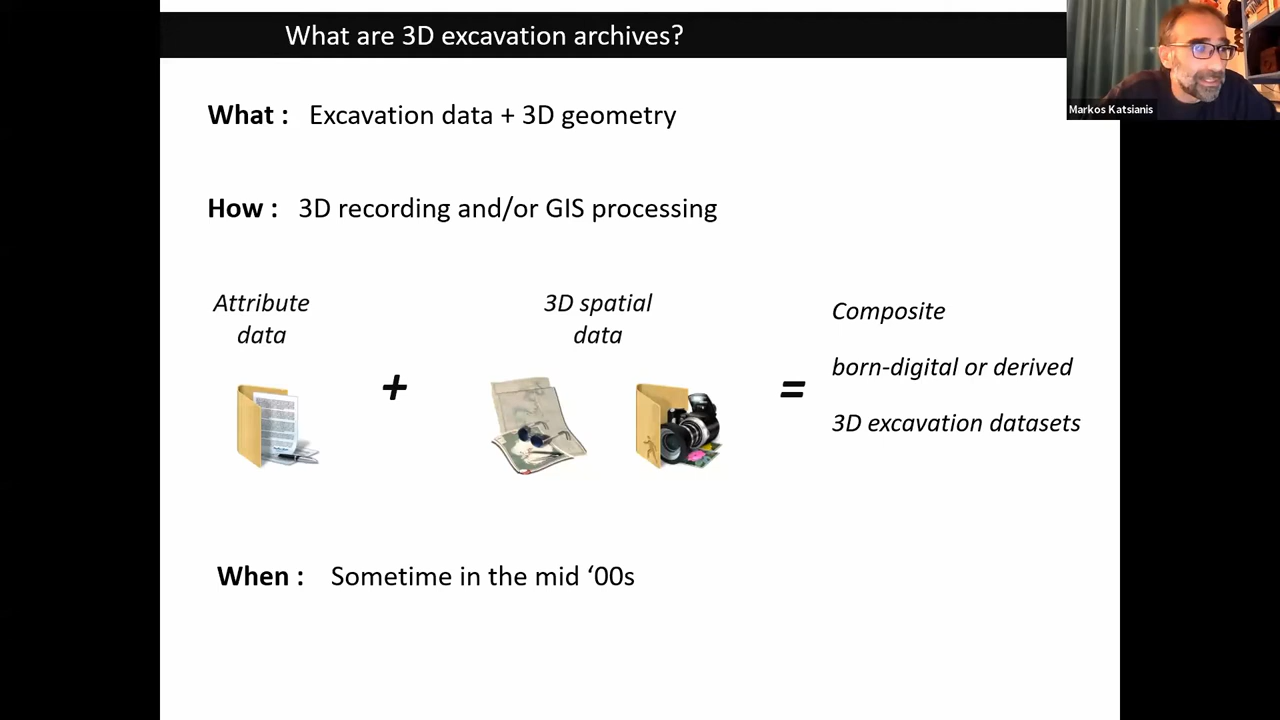 What are 3D excavation archives?
Markos Katsianis
What : Excavation data + 3D geometry
How : 3D recording and/or GIS processing
Attribute
data
+
3D spatial
data
=
Composite
born-digital or derived
3D excavation datasets
When : Sometime in the mid ‘00s